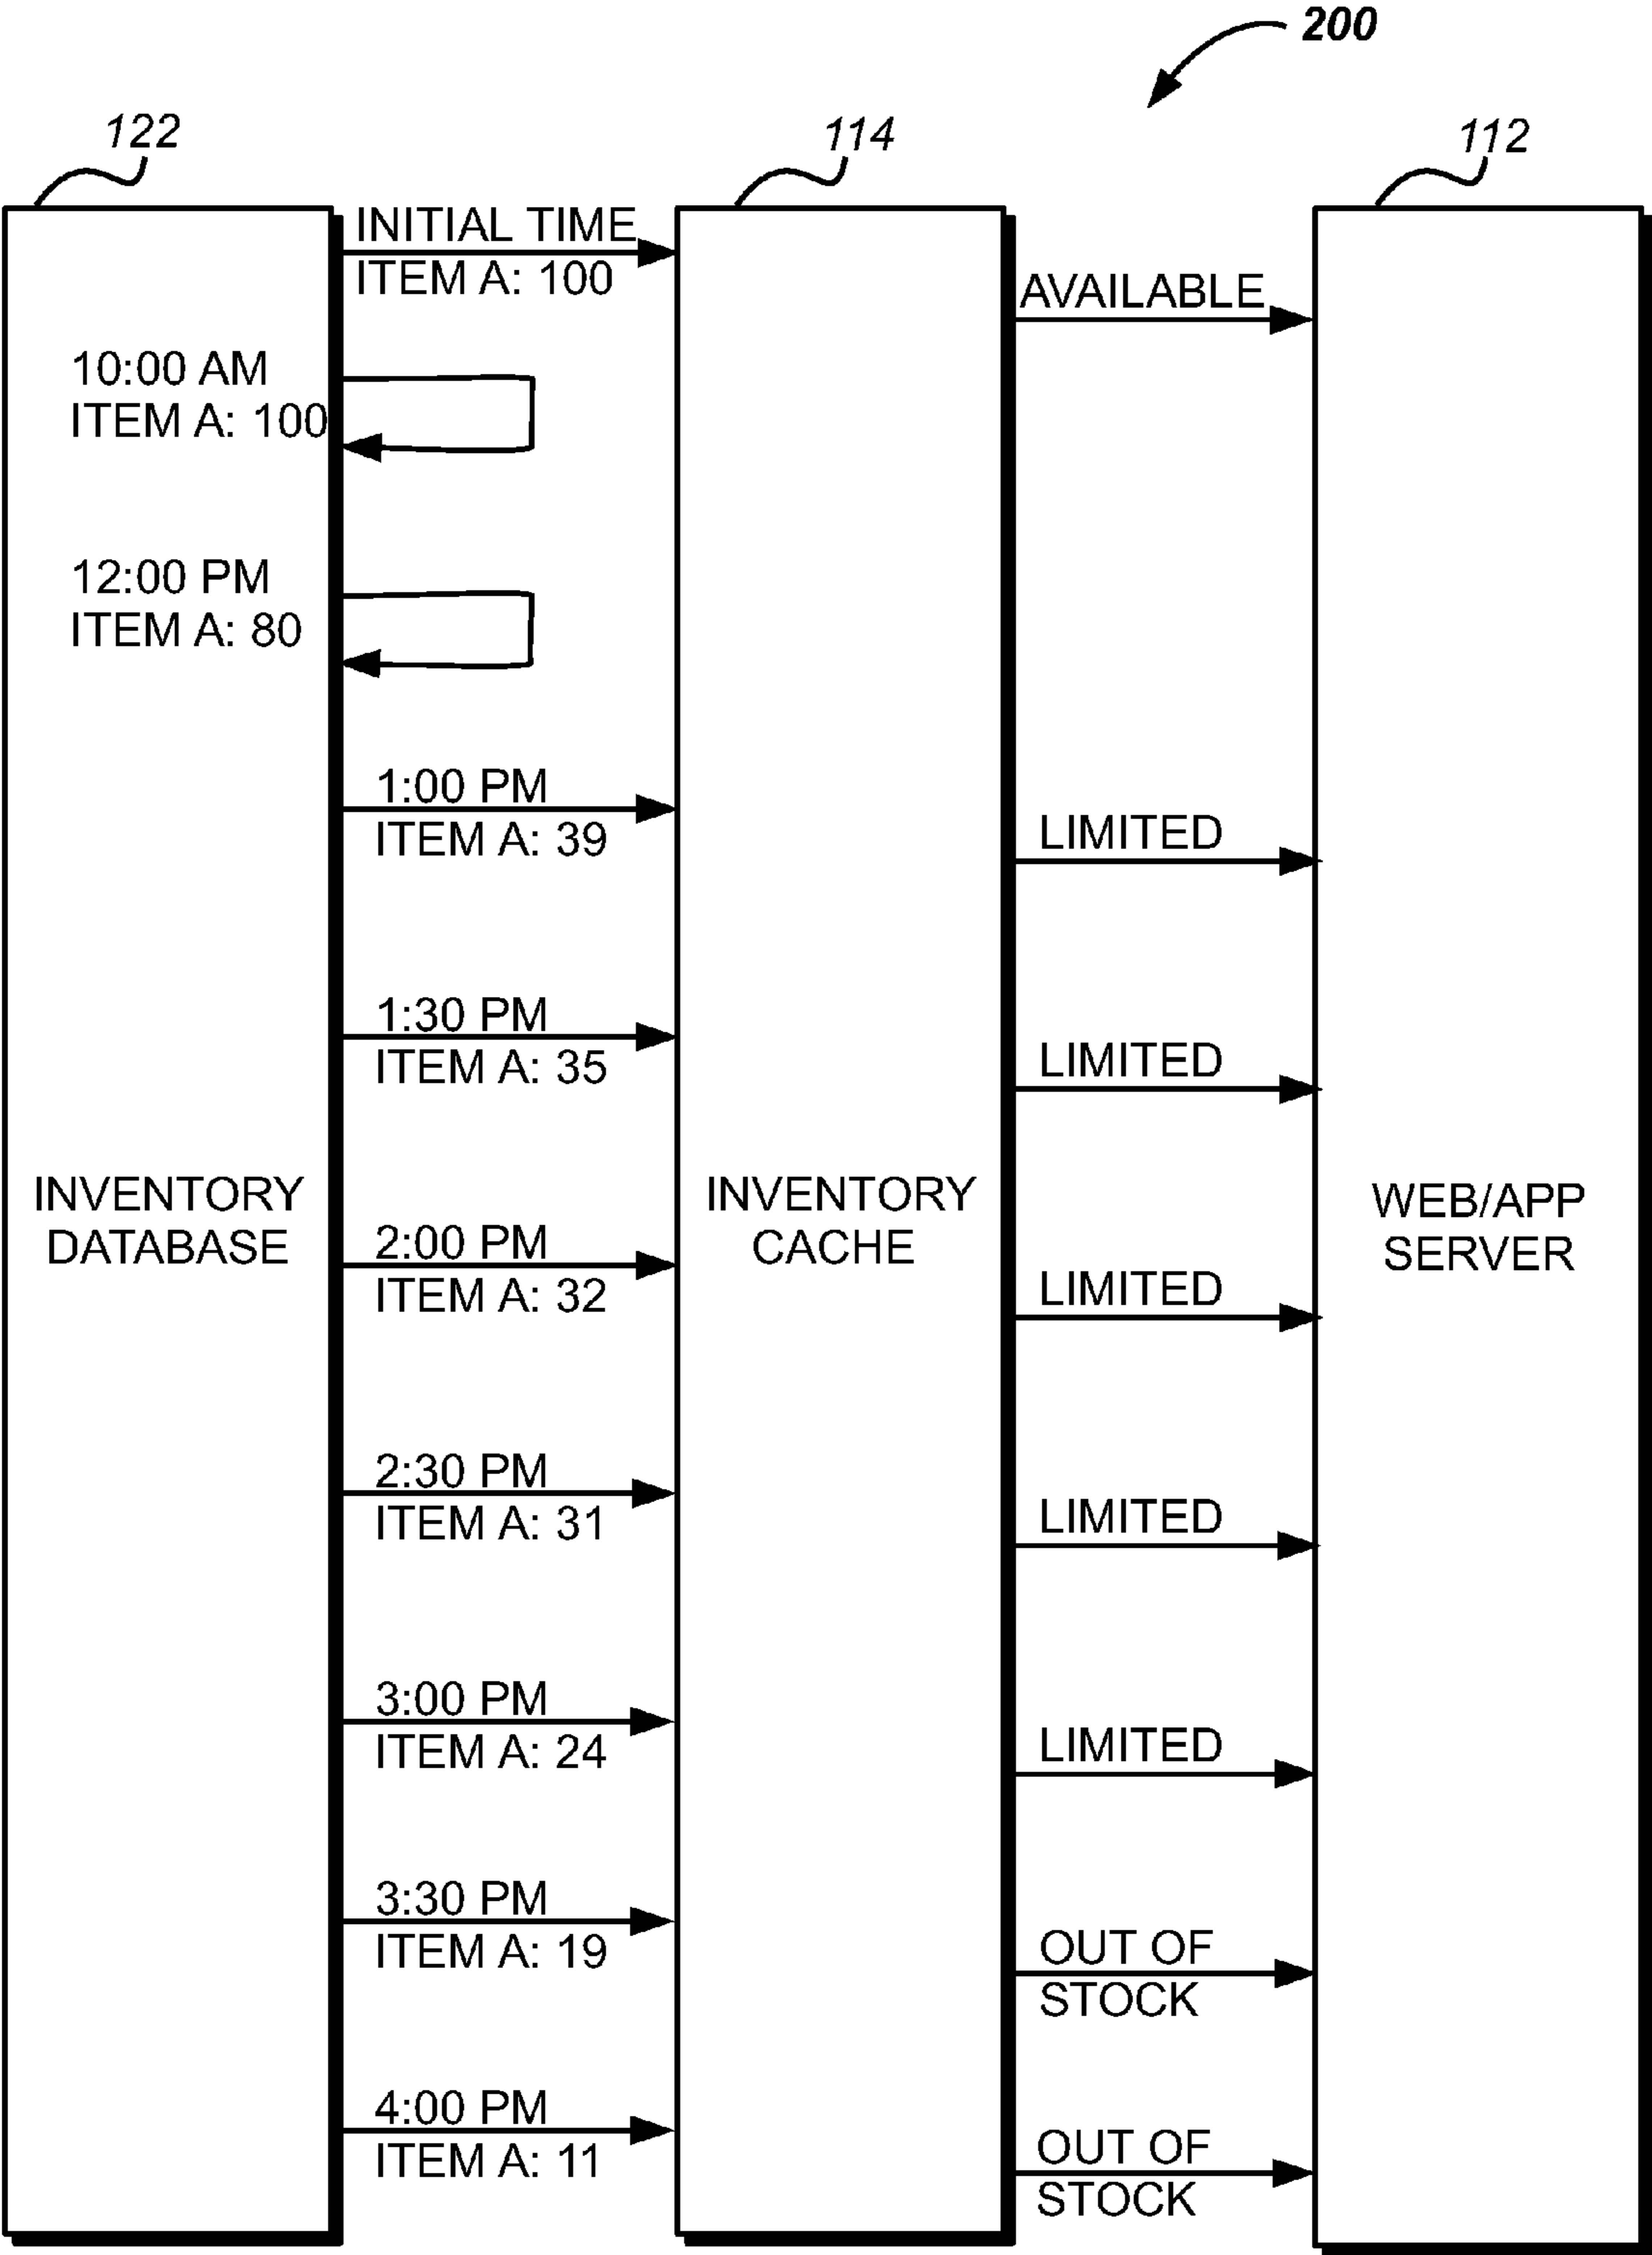 200
122
114
112
INITIAL TIME
ITEM A: 100
AVAILABLE
10:00 AM
ITEM A: 100
12:00 PM
ITEM A: 80
1:00 PM
ITEM A: 39
LIMITED
1:30 PM
ITEM A: 35
LIMITED
INVENTORY
DATABASE
INVENTORY
CACHE
WEB/APP
SERVER
2:00 PM
ITEM A: 32
LIMITED
2:30 PM
ITEM A: 31
LIMITED
3:00 PM
ITEM A: 24
LIMITED
3:30 PM
ITEM A: 19
OUT OF
STOCK
4:00 PM
ITEM A: 11
OUT OF
STOCK